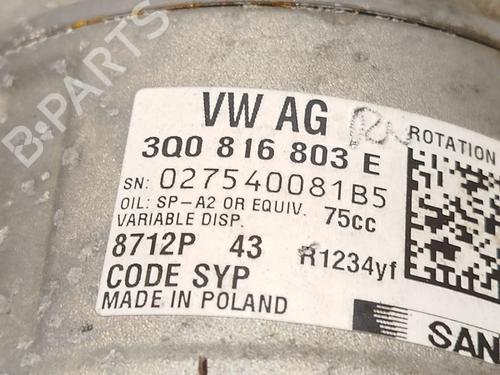 B-PARTS
VW AG
ROTATION
3Q0 816 803 E
SN: 027540081B5
OIL: SP-A2 OR EQUIV. 75cc
VARIABLE DISP.
8712P 43 R1234yf
CODE SYP
MADE IN POLAND
SAN